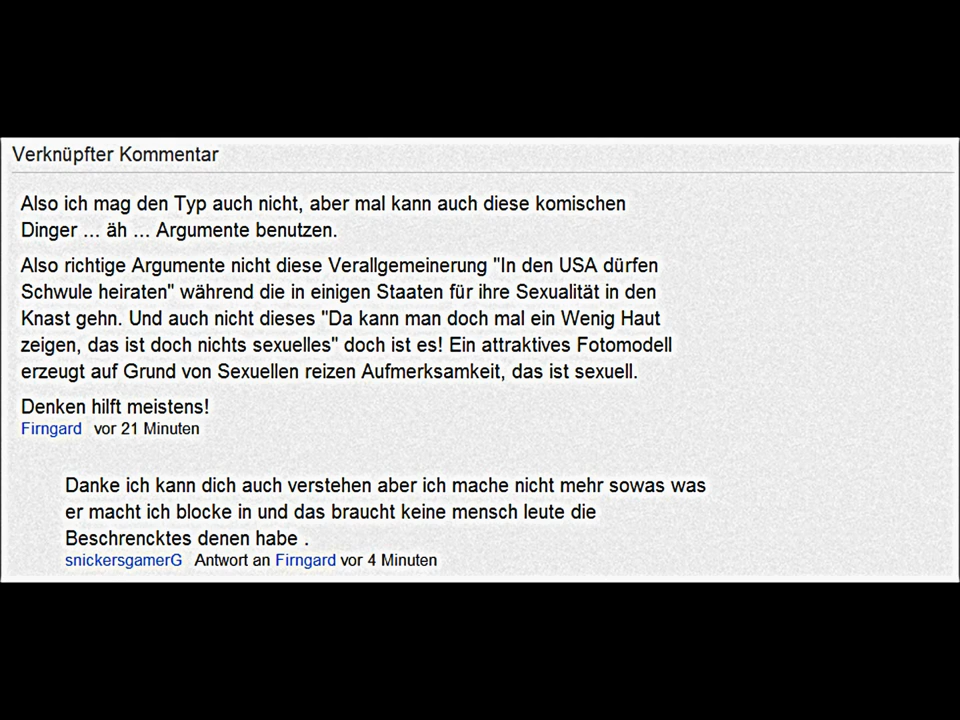 Verknüpfter Kommentar
Also ich mag den Typ auch nicht, aber mal kann auch diese komischen
Dinger ... äh ... Argumente benutzen.
Also richtige Argumente nicht diese Verallgemeinerung "In den USA dürfen
Schwule heiraten" während die in einigen Staaten für ihre Sexualität in den
Knast gehn. Und auch nicht dieses "Da kann man doch mal ein Wenig Haut
zeigen, das ist doch nichts sexuelles" doch ist es! Ein attraktives Fotomodell
erzeugt auf Grund von Sexuellen reizen Aufmerksamkeit, das ist sexuell.
Denken hilft meistens!
Firngard vor 21 Minuten
Danke ich kann dich auch verstehen aber ich mache nicht mehr sowas was
er macht ich blocke in und das braucht keine mensch leute die
Beschrencktes denen habe .
snickersgamerG Antwort an Firngard vor 4 Minuten